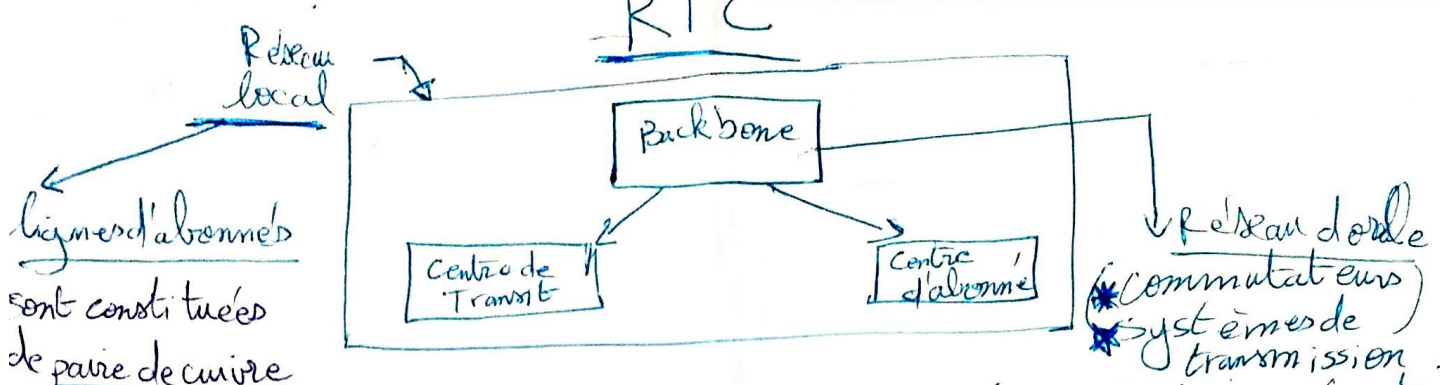 RTC
Réseau
local
Backbone
Centre de
Transit
Centre
d'abonné
lignes d'abonnés
sont constituées
de paire de cuivre
Réseau dorsale
(* commutateurs)
* systèmes de
transmission.